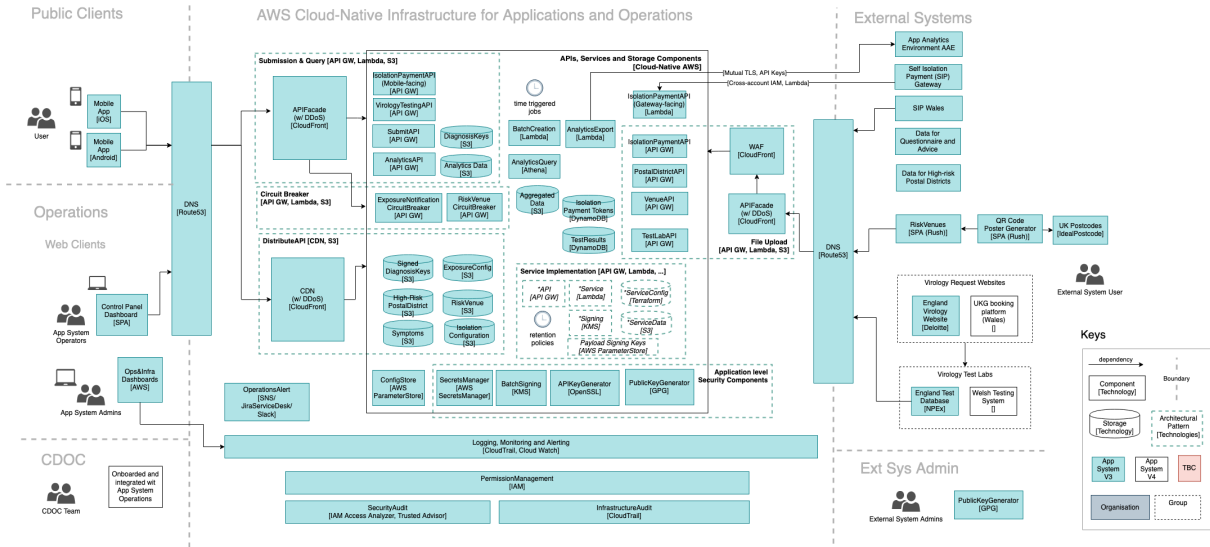 Public Clients
AWS Cloud-Native Infrastructure for Applications and Operations
External Systems
User
Mobile
App
[iOS]
Mobile
App
[Android]
DNS
[Route53]
Submission & Query [API GW, Lambda, S3]
APIFacade
(w/ DDoS)
[CloudFront]
IsolationPaymentAPI
(Mobile-facing)
[API GW]
VirologyTestingAPI
[API GW]
SubmitAPI
[API GW]
DiagnosisKeys
[S3]
AnalyticsAPI
[API GW]
Analytics Data
[S3]
Circuit Breaker
[API GW, Lambda, S3]
ExposureNotification
CircuitBreaker
[API GW]
RiskVenue
CircuitBreaker
[API GW]
DistributeAPI [CDN, S3]
CDN
(w/ DDoS)
[CloudFront]
Signed
DiagnosisKeys
[S3]
ExposureConfig
[S3]
High-Risk
PostalDistrict
[S3]
RiskVenue
[S3]
Symptoms
[S3]
Isolation
Configuration
[S3]
APIs, Services and Storage Components
[Cloud-Native AWS]
time triggered
jobs
BatchCreation
[Lambda]
AnalyticsExport
[Lambda]
AnalyticsQuery
[Athena]
Aggregated
Data
[S3]
Isolation
Payment Tokens
[DynamoDB]
TestResults
[DynamoDB]
[Mutual TLS, API Keys]
[Cross-account IAM, Lambda]
IsolationPaymentAPI
(Gateway-facing)
[Lambda]
IsolationPaymentAPI
[API GW]
PostalDistrictAPI
[API GW]
VenueAPI
[API GW]
TestLabAPI
[API GW]
WAF
[CloudFront]
APIFacade
(w/ DDoS)
[CloudFront]
File Upload
[API GW, Lambda, S3]
Service Implementation [API GW, Lambda, ...]
*API
[API GW]
*Service
[Lambda]
*ServiceConfig
[Terraform]
retention
policies
*Signing
[KMS]
*ServiceData
[S3]
Payload Signing Keys
[AWS ParameterStore]
Application level
Security Components
ConfigStore
[AWS
ParameterStore]
SecretsManager
[AWS
SecretsManager]
BatchSigning
[KMS]
APIKeyGenerator
[OpenSSL]
PublicKeyGenerator
[GPG]
OperationsAlert
[SNS/
JiraServiceDesk/
Slack]
Logging, Monitoring and Alerting
[CloudTrail, Cloud Watch]
PermissionManagement
[IAM]
SecurityAudit
[IAM Access Analyzer, Trusted Advisor]
InfrastructureAudit
[CloudTrail]
Operations
Web Clients
Control Panel
Dashboard
[SPA]
App System
Operators
Ops&Infra
Dashboards
[AWS]
App System Admins
CDOC
CDOC Team
Onboarded and
integrated wit
App System
Operations
DNS
[Route53]
App Analytics
Environment AAE
Self Isolation
Payment (SIP)
Gateway
SIP Wales
Data for
Questionnaire and
Advice
Data for High-risk
Postal Districts
RiskVenues
[SPA (Rush)]
QR Code
Poster Generator
[SPA (Rush)]
UK Postcodes
[IdealPostcode]
External System User
Virology Request Websites
England
Virology
Website
[Deloitte]
UKG booking
platform
(Wales)
[]
Virology Test Labs
England Test
Database
[NPEx]
Welsh Testing
System
[]
Ext Sys Admin
External System Admins
PublicKeyGenerator
[GPG]
Keys
dependency
Boundary
Component
[Technology]
Storage
[Technology]
Architectural
Pattern
[Technologies]
App
System
V3
App
System
V4
TBC
Organisation
Group